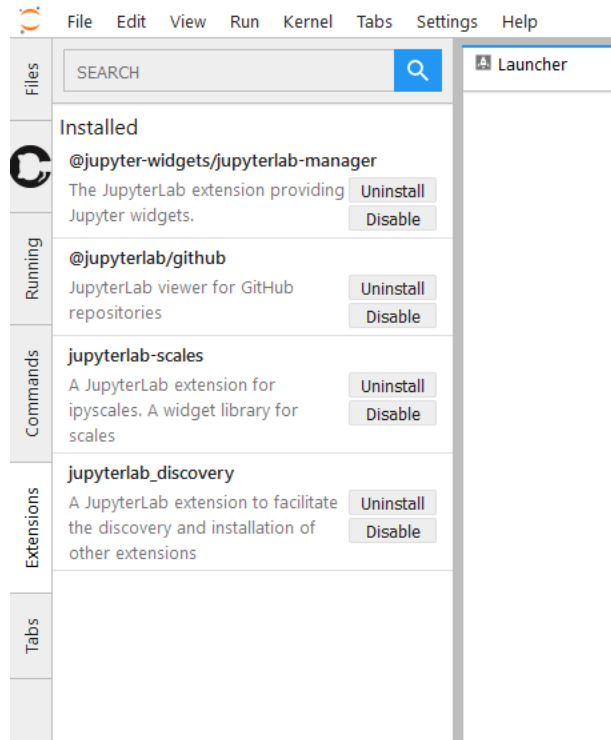 File Edit View Run Kernel Tabs Settings Help
Files
Running
Commands
Extensions
Tabs
SEARCH
Launcher
Installed
@jupyter-widgets/jupyterlab-manager
The JupyterLab extension providing
Jupyter widgets.
Uninstall
Disable
@jupyterlab/github
JupyterLab viewer for GitHub
repositories
Uninstall
Disable
jupyterlab-scales
A JupyterLab extension for
ipyscales. A widget library for
scales
Uninstall
Disable
jupyterlab_discovery
A JupyterLab extension to facilitate
the discovery and installation of
other extensions
Uninstall
Disable